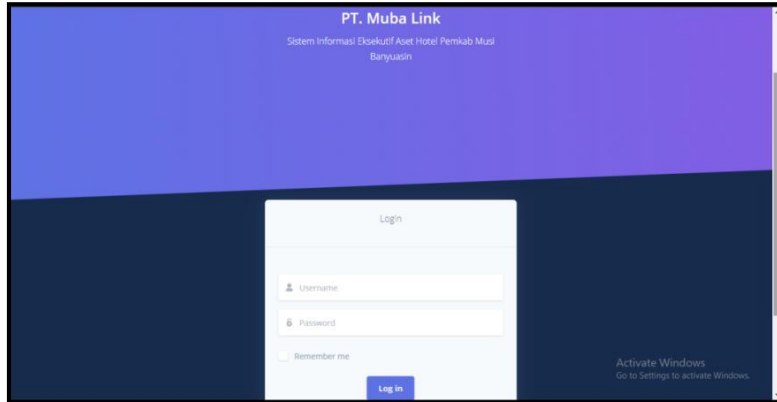 PT. Muba Link
Sistem Informasi Eksekutif Aset Hotel Pemkab Musi
Banyuasin
Login
Username
Password
Remember me
Log in
Activate Windows
Go to Settings to activate Windows.